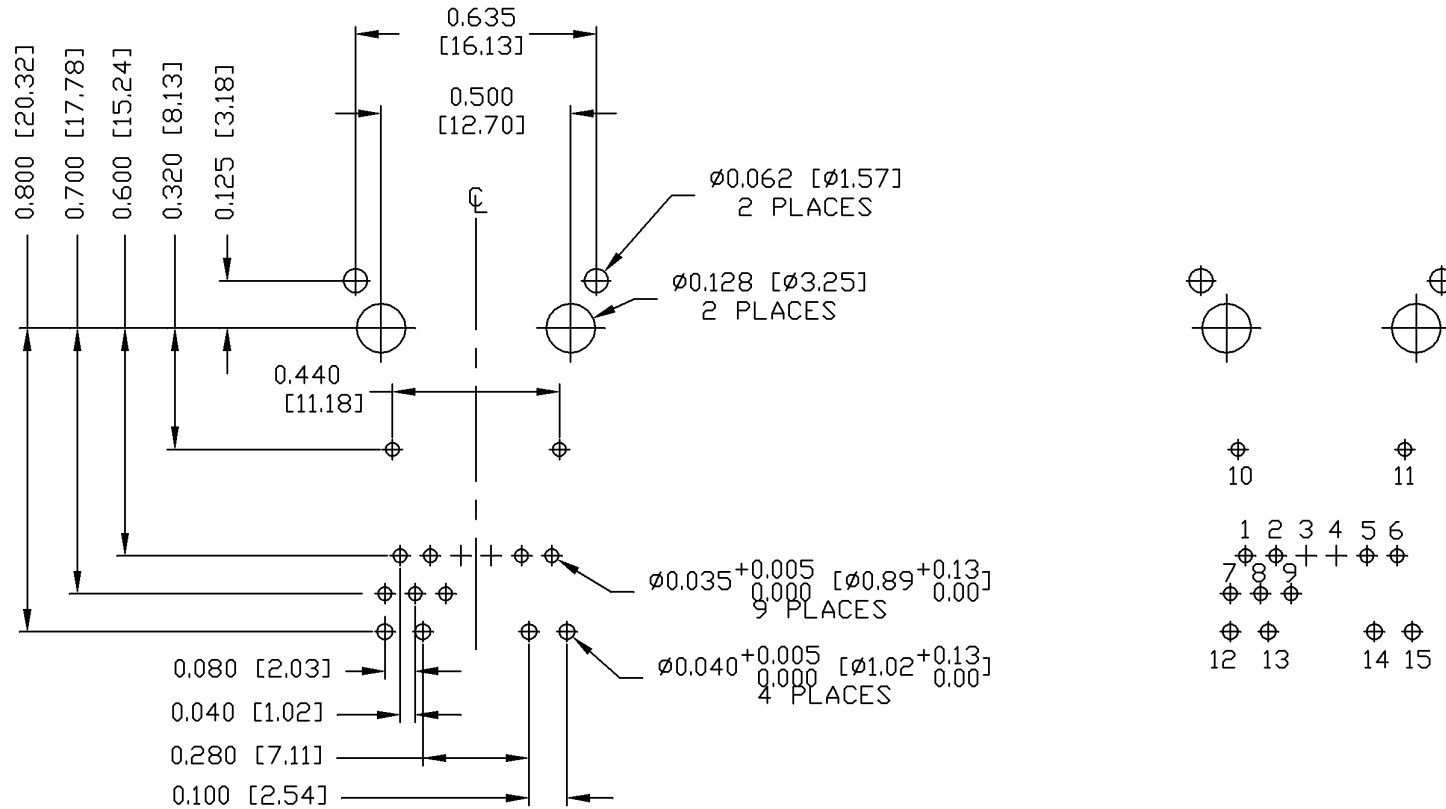 0.635
[16.13]
0.500
[12.70]
0.800 [20.32]
0.700 [17.78]
0.600 [15.24]
0.320 [8.13]
0.125 [3.18]
℄
Ø0.062 [Ø1.57]
2 PLACES
Ø0.128 [Ø3.25]
2 PLACES
0.440
[11.18]
Ø0.035 +0.005 0.000 [Ø0.89 +0.13 0.00]
9 PLACES
Ø0.040 +0.005 0.000 [Ø1.02 +0.13 0.00]
4 PLACES
0.080 [2.03]
0.040 [1.02]
0.280 [7.11]
0.100 [2.54]
10 11
1 2 3 4 5 6
7 8 9
12 13 14 15